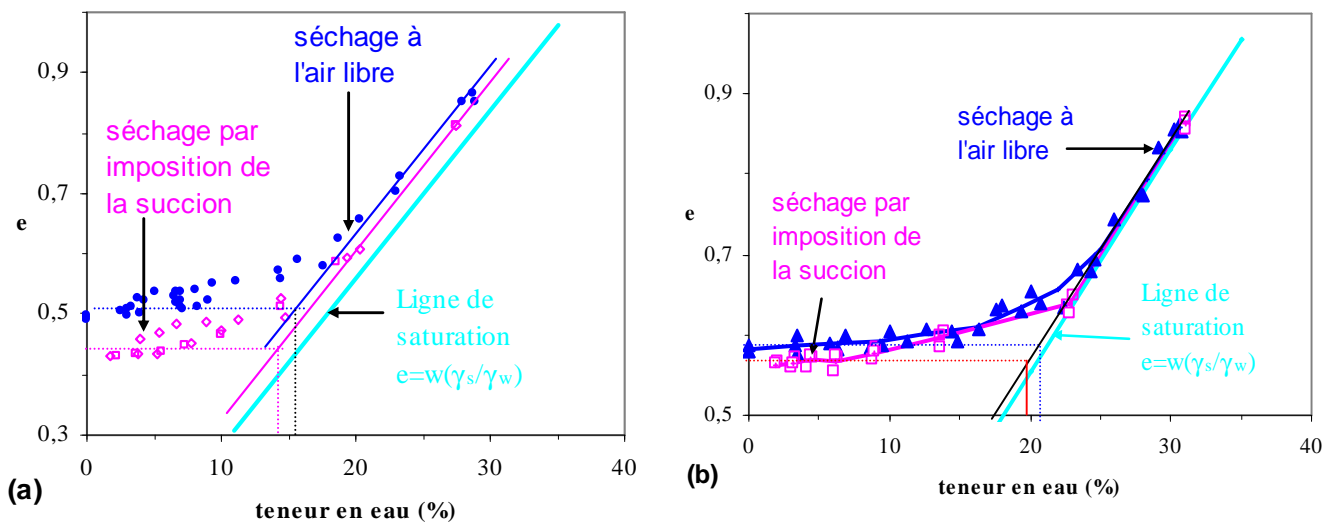 0,9
0,7
e
0,5
0.3
séchage à
l'air libre
séchage par
imposition de
la succion
Ligne de
saturation
e=w(γs/γw)
0
10
20
30
40
(a)
teneur en eau (%)
0,9
0,7
e
0,5
séchage à
l'air libre
séchage par
imposition de
la succion
Ligne de
saturation
e=w(γs/γw)
0
10
20
30
40
(b)
teneur en eau (%)